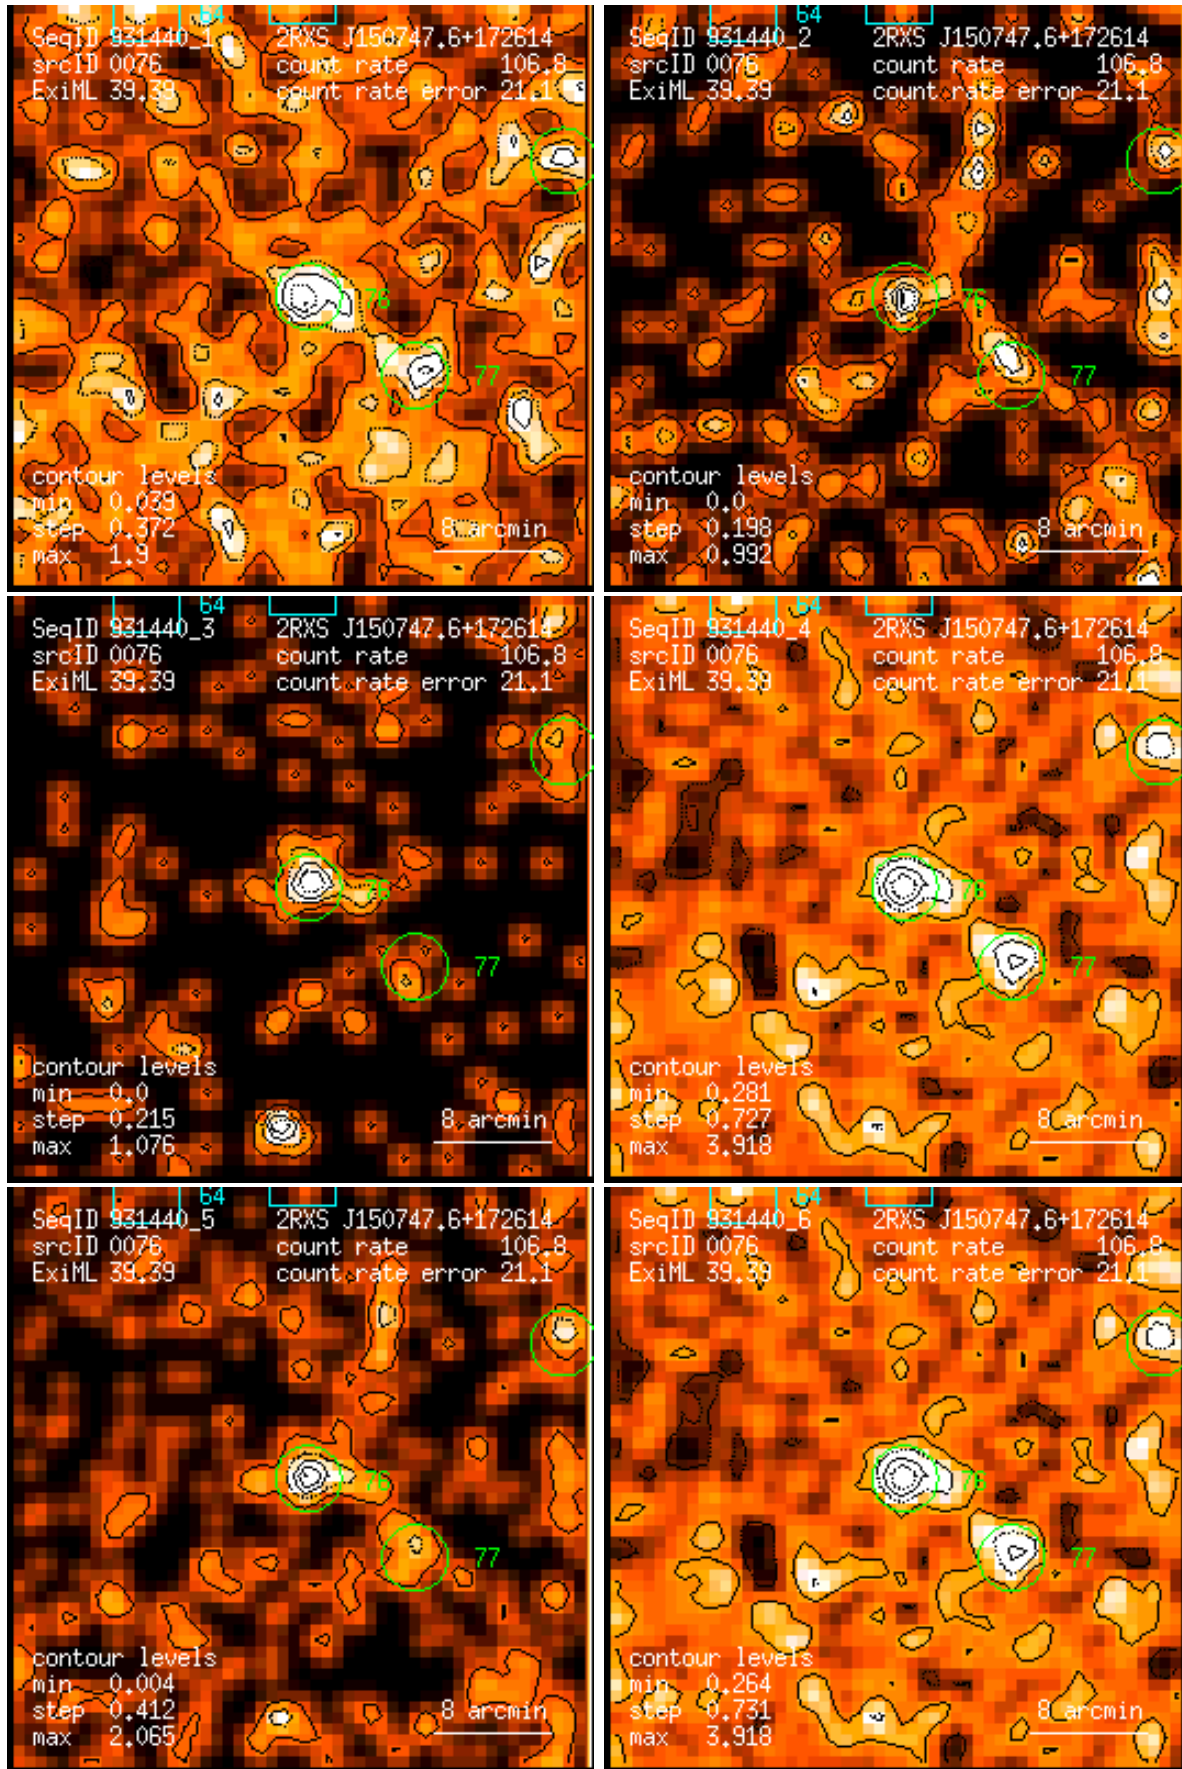 64
SeqID 931440_1 2RXS J150747.6+172614
srcID 0076 count rate 106.8
ExiML 39.39 count rate error 21.1
76
77
contour levels
min 0.039
step 0.372 8 arcmin
max 1.9
64
SeqID 931440_2 2RXS J150747.6+172614
srcID 0076 count rate 106.8
ExiML 39.39 count rate error 21.1
76
77
contour levels
min 0.0
step 0.198 8 arcmin
max 0.992
64
SeqID 931440_3 2RXS J150747.6+172614
srcID 0076 count rate 106.8
ExiML 39.39 count rate error 21.1
76
77
contour levels
min 0.0
step 0.215 8 arcmin
max 1.076
64
SeqID 931440_4 2RXS J150747.6+172614
srcID 0076 count rate 106.8
ExiML 39.39 count rate error 21.1
76
77
contour levels
min 0.281
step 0.727 8 arcmin
max 3.918
64
SeqID 931440_5 2RXS J150747.6+172614
srcID 0076 count rate 106.8
ExiML 39.39 count rate error 21.1
76
77
contour levels
min 0.004
step 0.412 8 arcmin
max 2.065
64
SeqID 931440_6 2RXS J150747.6+172614
srcID 0076 count rate 106.8
ExiML 39.39 count rate error 21.1
76
77
contour levels
min 0.264
step 0.731 8 arcmin
max 3.918